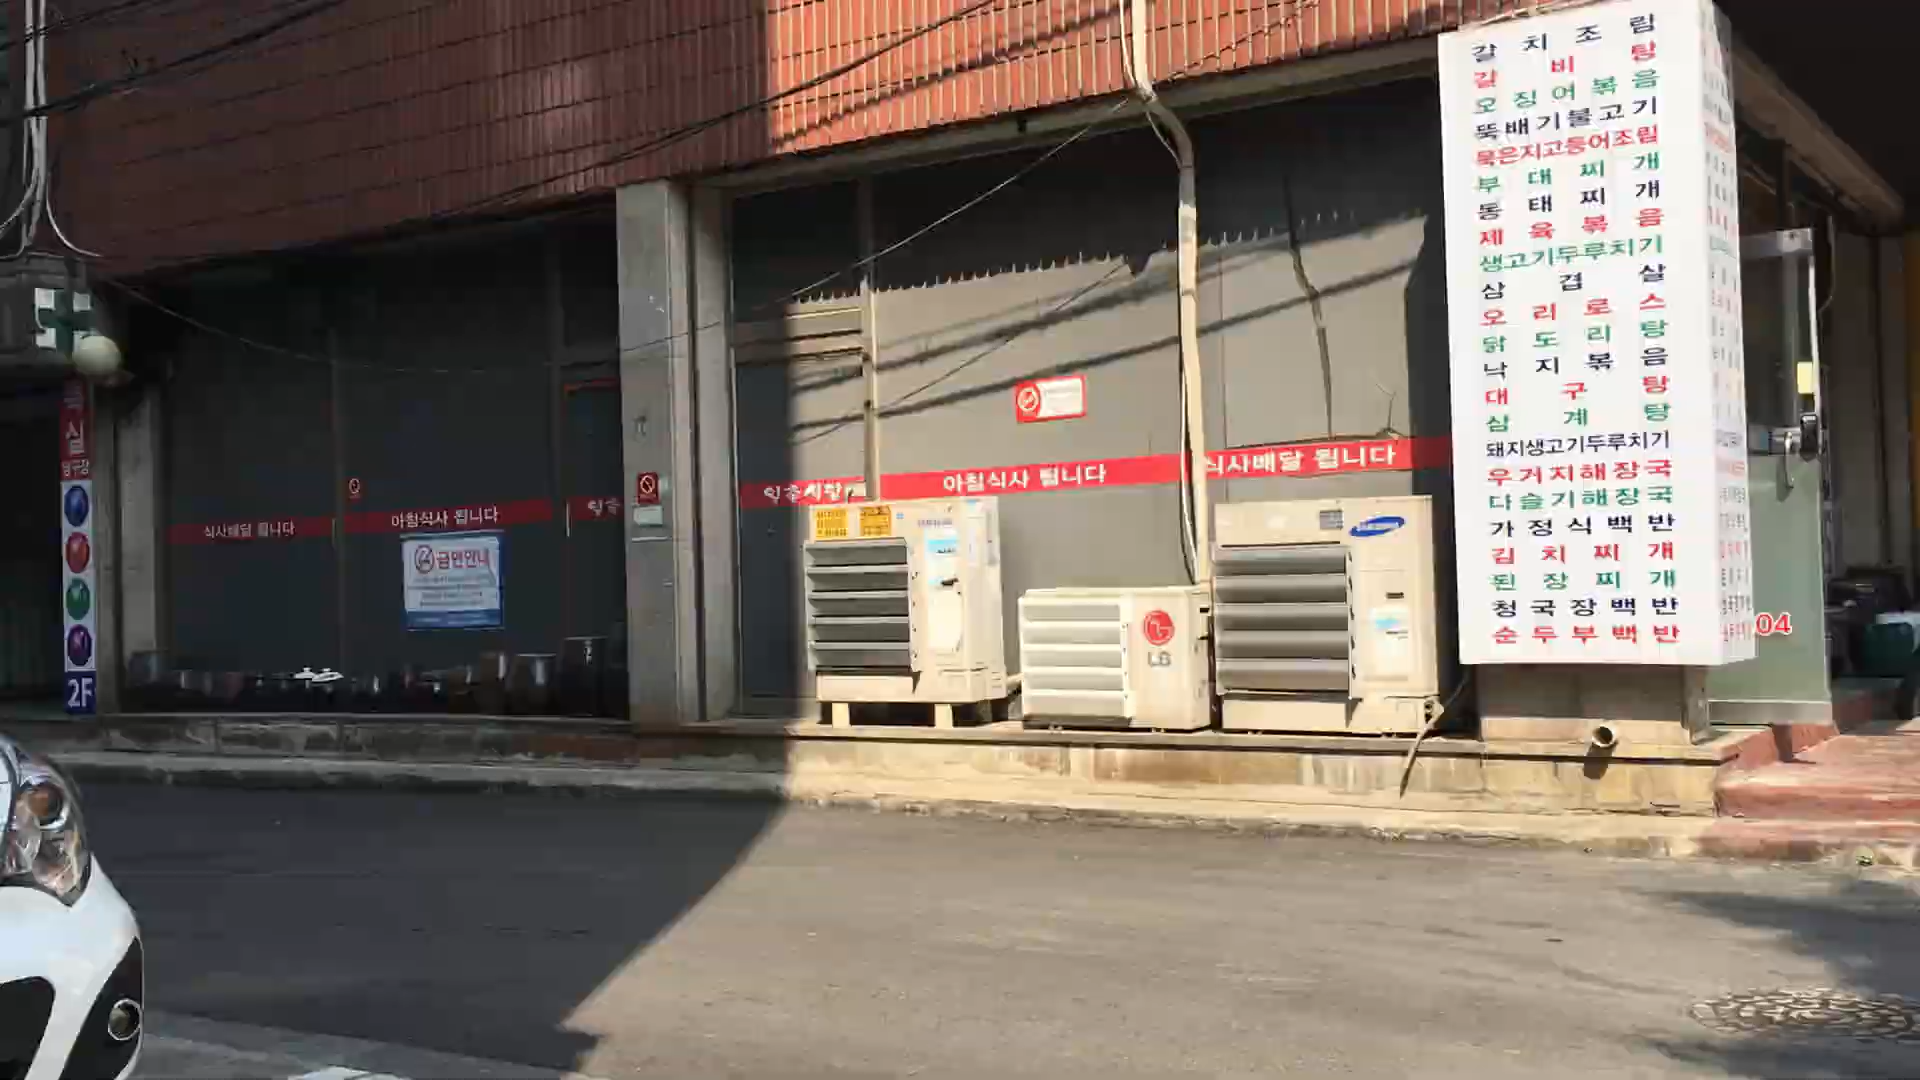 갈치조림
갈비탕
오징어볶음
뚝배기불고기
묵은지고등어조림
부대찌개
동태찌개
제육볶음
생고기두루치기
삼겹살
오리로스
닭도리탕
낙지볶음
대구탕
삼계탕
돼지생고기두루치기
우거지해장국
다슬기해장국
가정식백반
김치찌개
된장찌개
청국장백반
순두부백반
04
식사배달 됩니다
아침식사 됩니다
아침식사 됩니다
식사배달 됩니다
금연안내
SAMSUNG
LG
당구장
2F